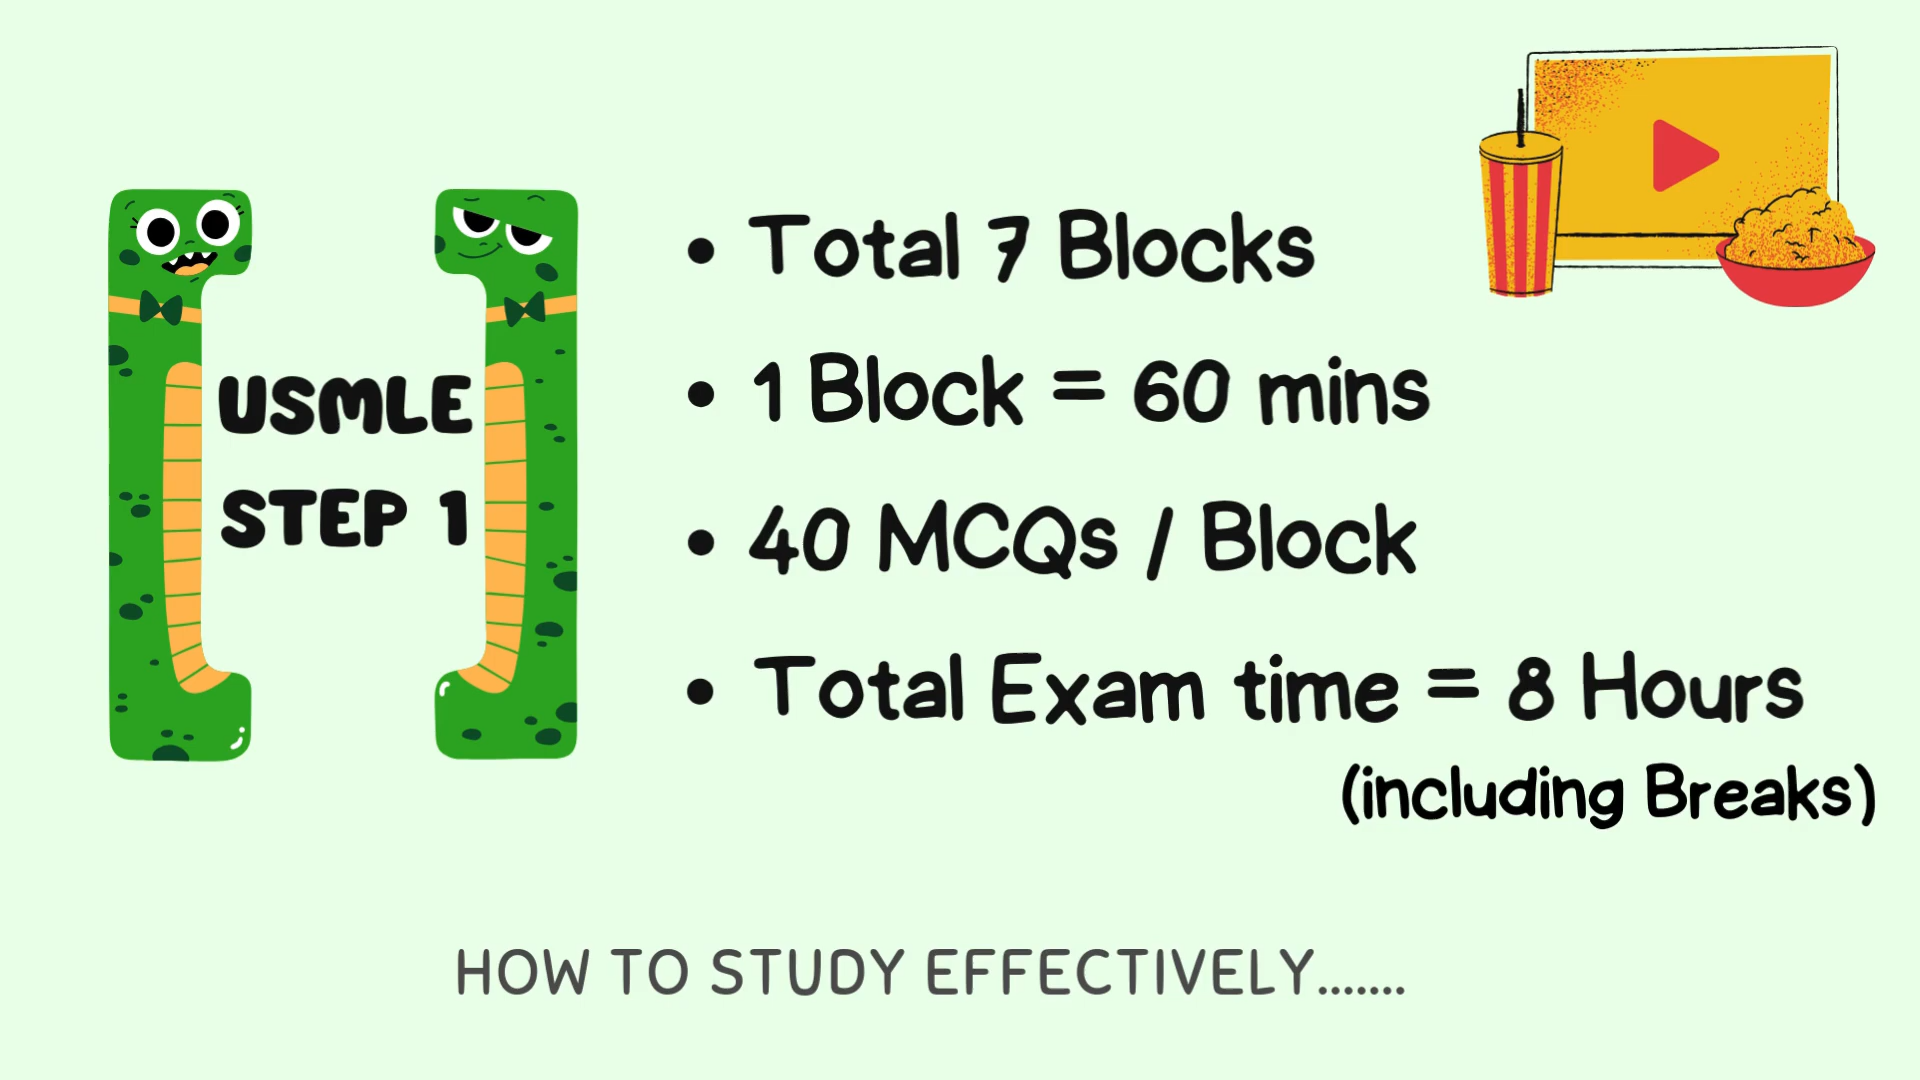 USMLE
STEP 1
• Total 7 Blocks
• 1 Block = 60 mins
• 40 MCQs / Block
• Total Exam time = 8 Hours
(including Breaks)
HOW TO STUDY EFFECTIVELY.......